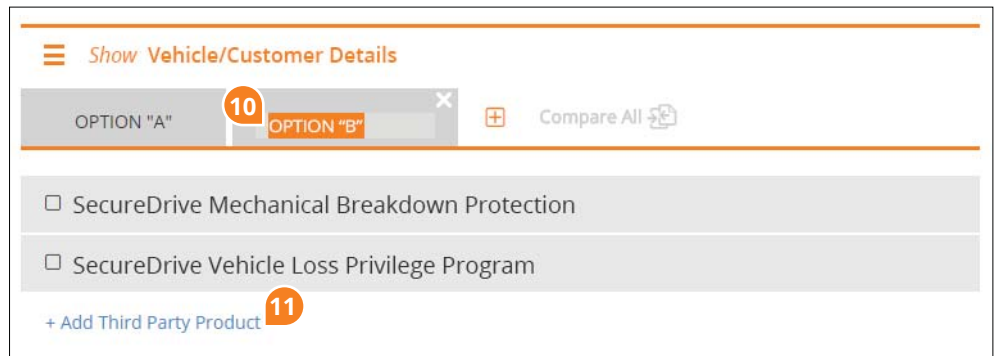 Show Vehicle/Customer Details
OPTION "A" 10 OPTION “B” Compare All
SecureDrive Mechanical Breakdown Protection
SecureDrive Vehicle Loss Privilege Program
+ Add Third Party Product 11